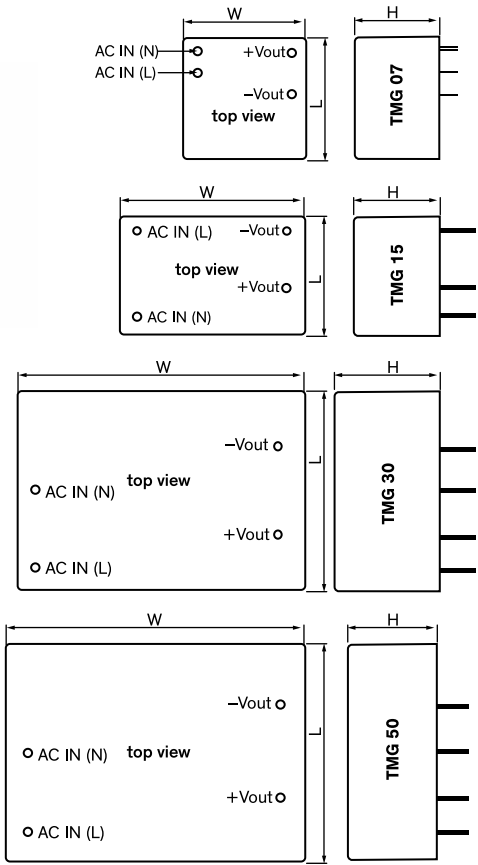 W
H
AC IN (N)
+Vout
AC IN (L)
−Vout
top view
L
TMG 07
W
H
AC IN (L)
−Vout
top view
+Vout
AC IN (N)
L
TMG 15
W
H
−Vout
AC IN (N)
top view
+Vout
AC IN (L)
L
TMG 30
W
H
−Vout
AC IN (N)
top view
+Vout
AC IN (L)
L
TMG 50